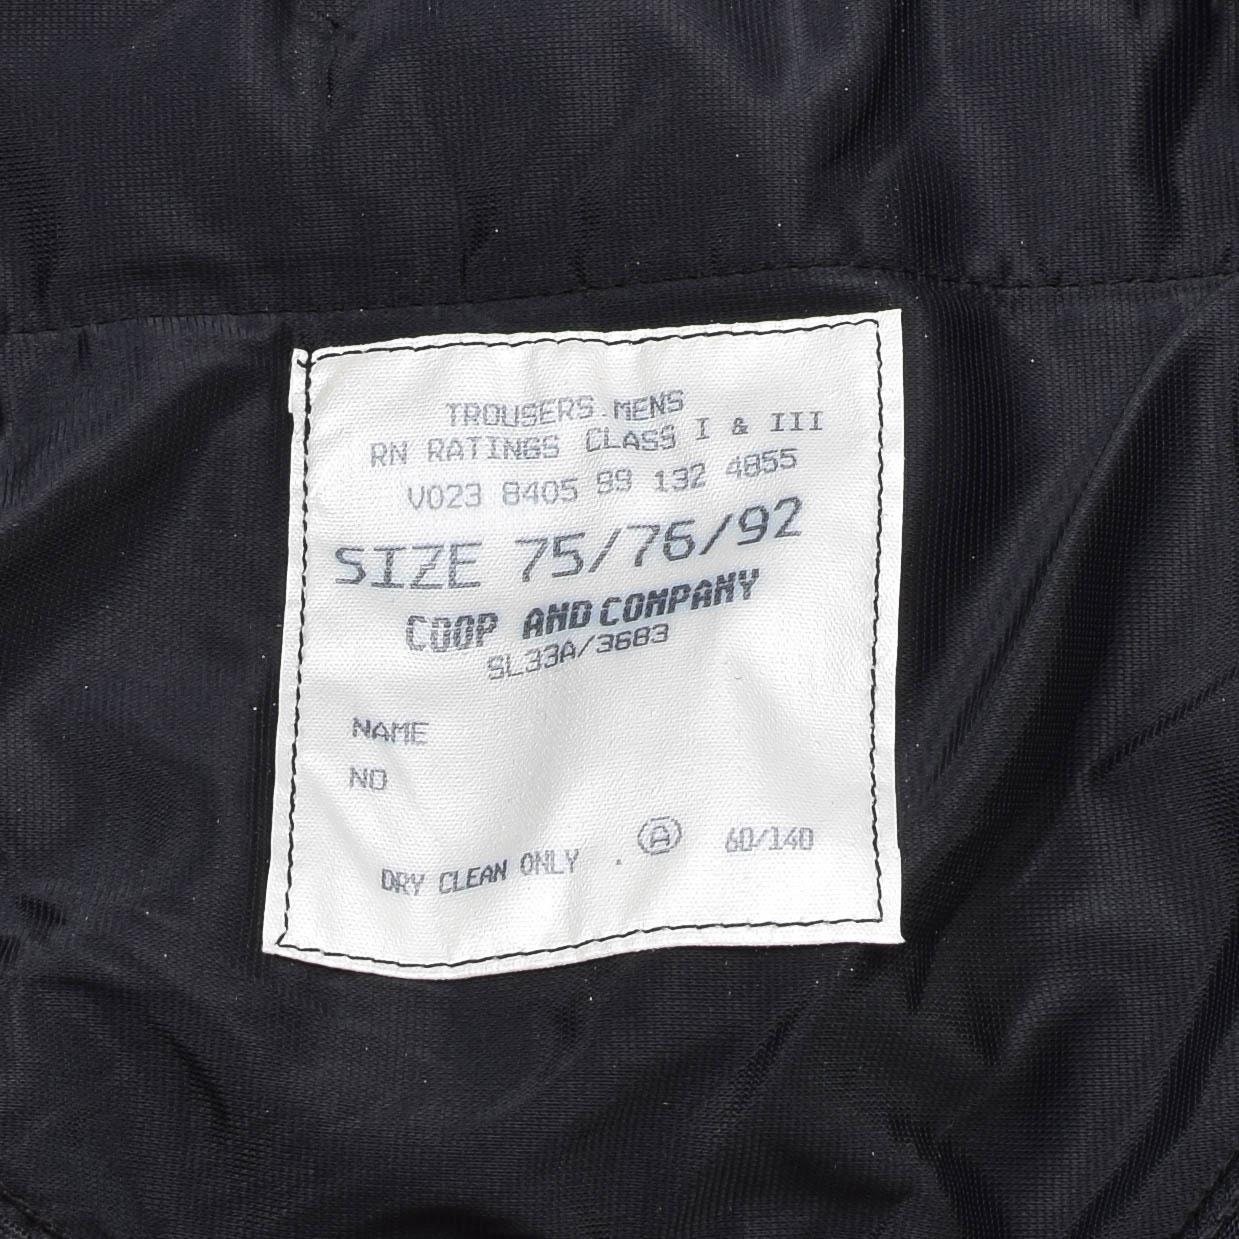 TROUSERS MENS
RN RATINGS CLASS I & III
V023 8405 99 132 4855
SIZE 75/76/92
COOP AND COMPANY
SL33A/3683
NAME
NO
DRY CLEAN ONLY . Ⓐ 60/140